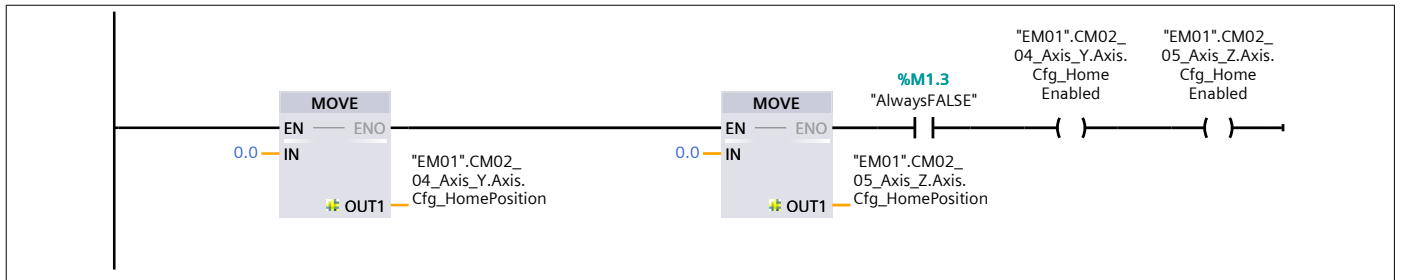 "EM01".CM02_
04_Axis_Y.Axis.
Cfg_Home
Enabled
"EM01".CM02_
05_Axis_Z.Axis.
Cfg_Home
Enabled
%M1.3
"AlwaysFALSE"
MOVE
EN ENO
0.0 IN
"EM01".CM02_
04_Axis_Y.Axis.
Cfg_HomePosition
OUT1
MOVE
EN ENO
0.0 IN
"EM01".CM02_
05_Axis_Z.Axis.
Cfg_HomePosition
OUT1